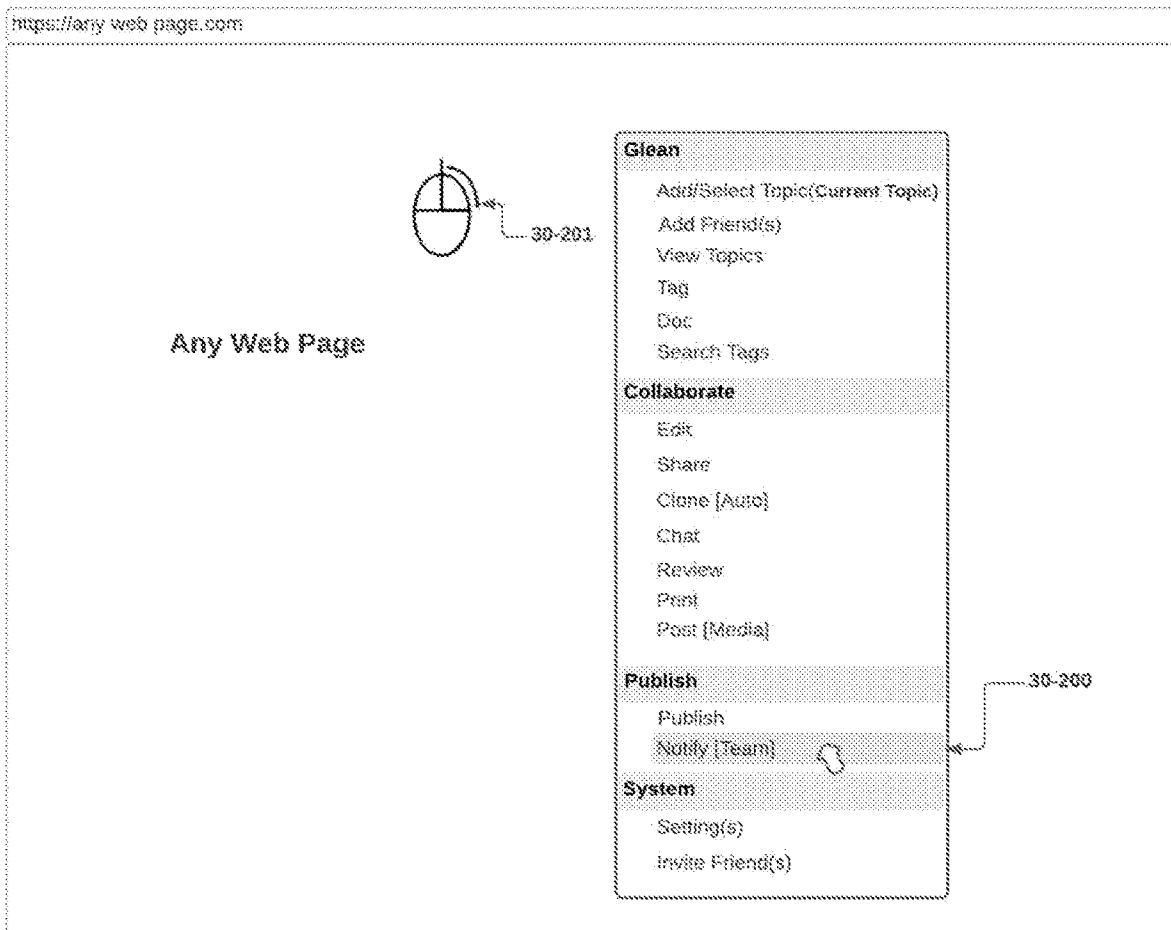 https://any web page.com
Glean
Add/Select Topic(Current Topic)
30-201
Add Friend(s)
View Topics
Tag
Doc
Any Web Page
Search Tags
Collaborate
Edit
Share
Clone [Auto]
Chat
Review
Print
Post [Media]
Publish
30-200
Publish
Notify [Team]
System
Setting(s)
Invite Friend(s)